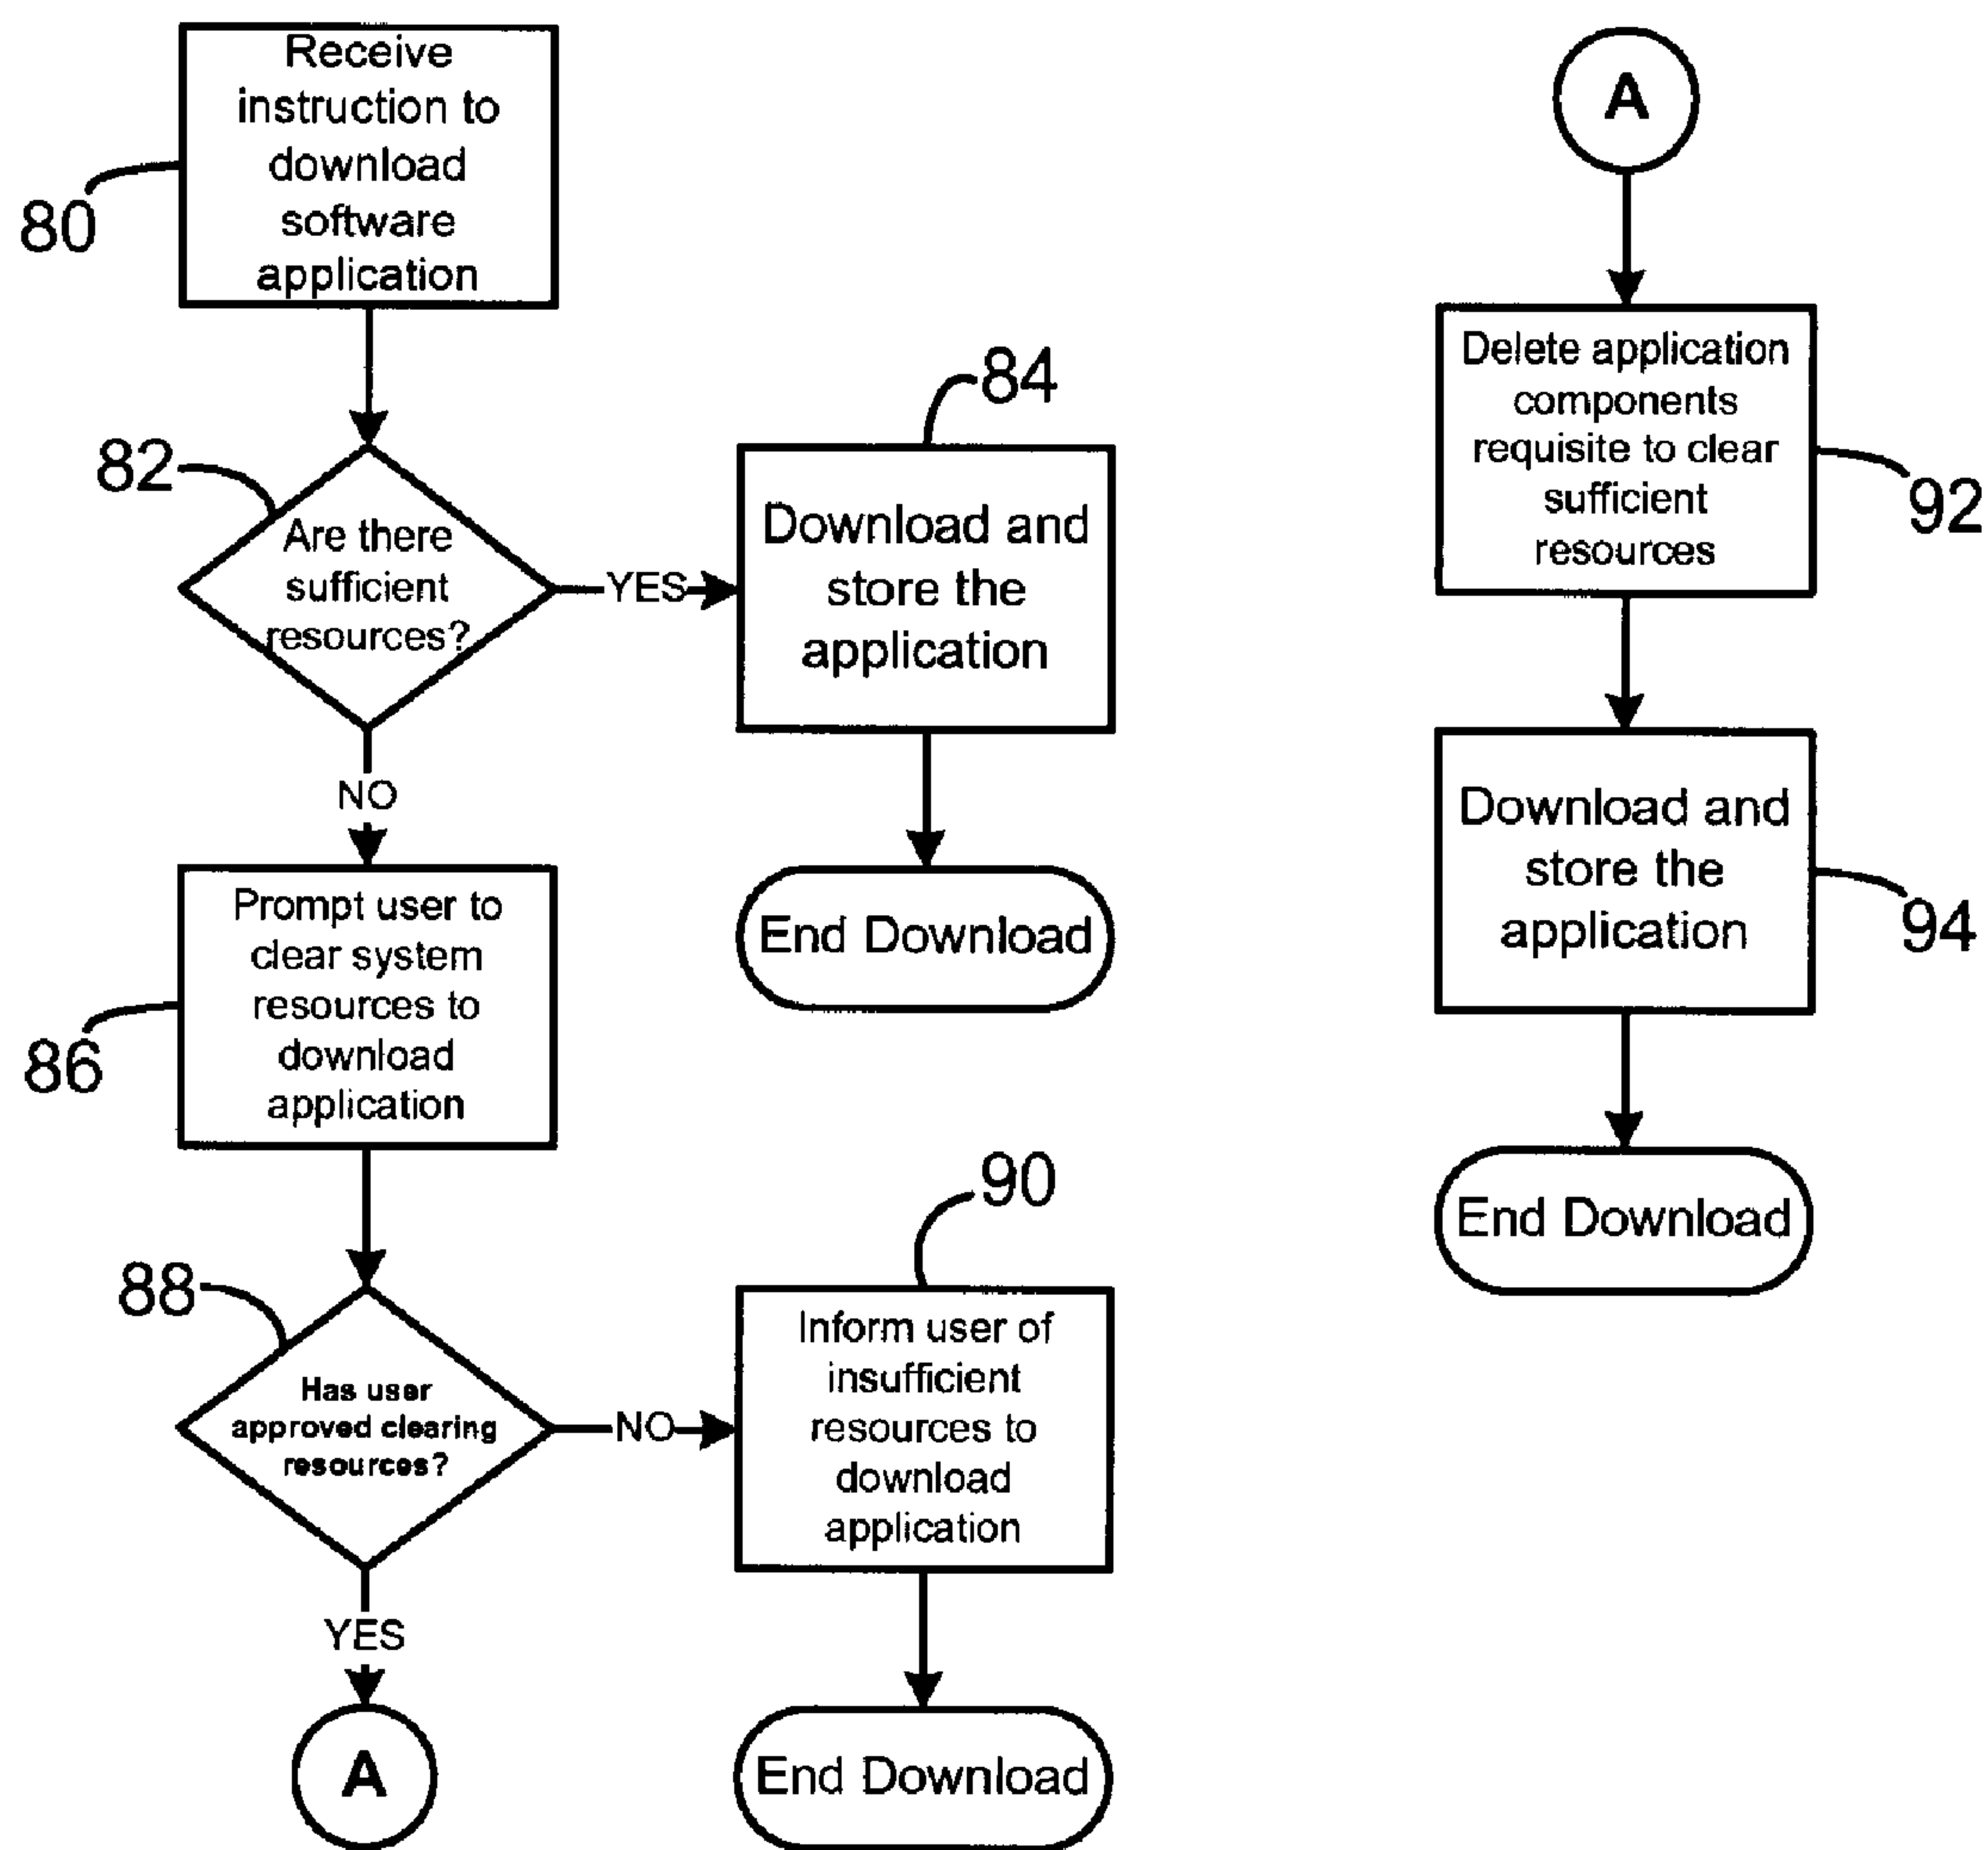 Receive
instruction to
download
software
application
80
82
Are there
sufficient
resources?
YES
84
Download and
store the
application
End Download
NO
Prompt user to
clear system
resources to
download
application
86
88
Has user
approved clearing
resources?
NO
90
Inform user of
insufficient
resources to
download
application
End Download
YES
A
A
Delete application
components
requisite to clear
sufficient
resources
92
Download and
store the
application
94
End Download